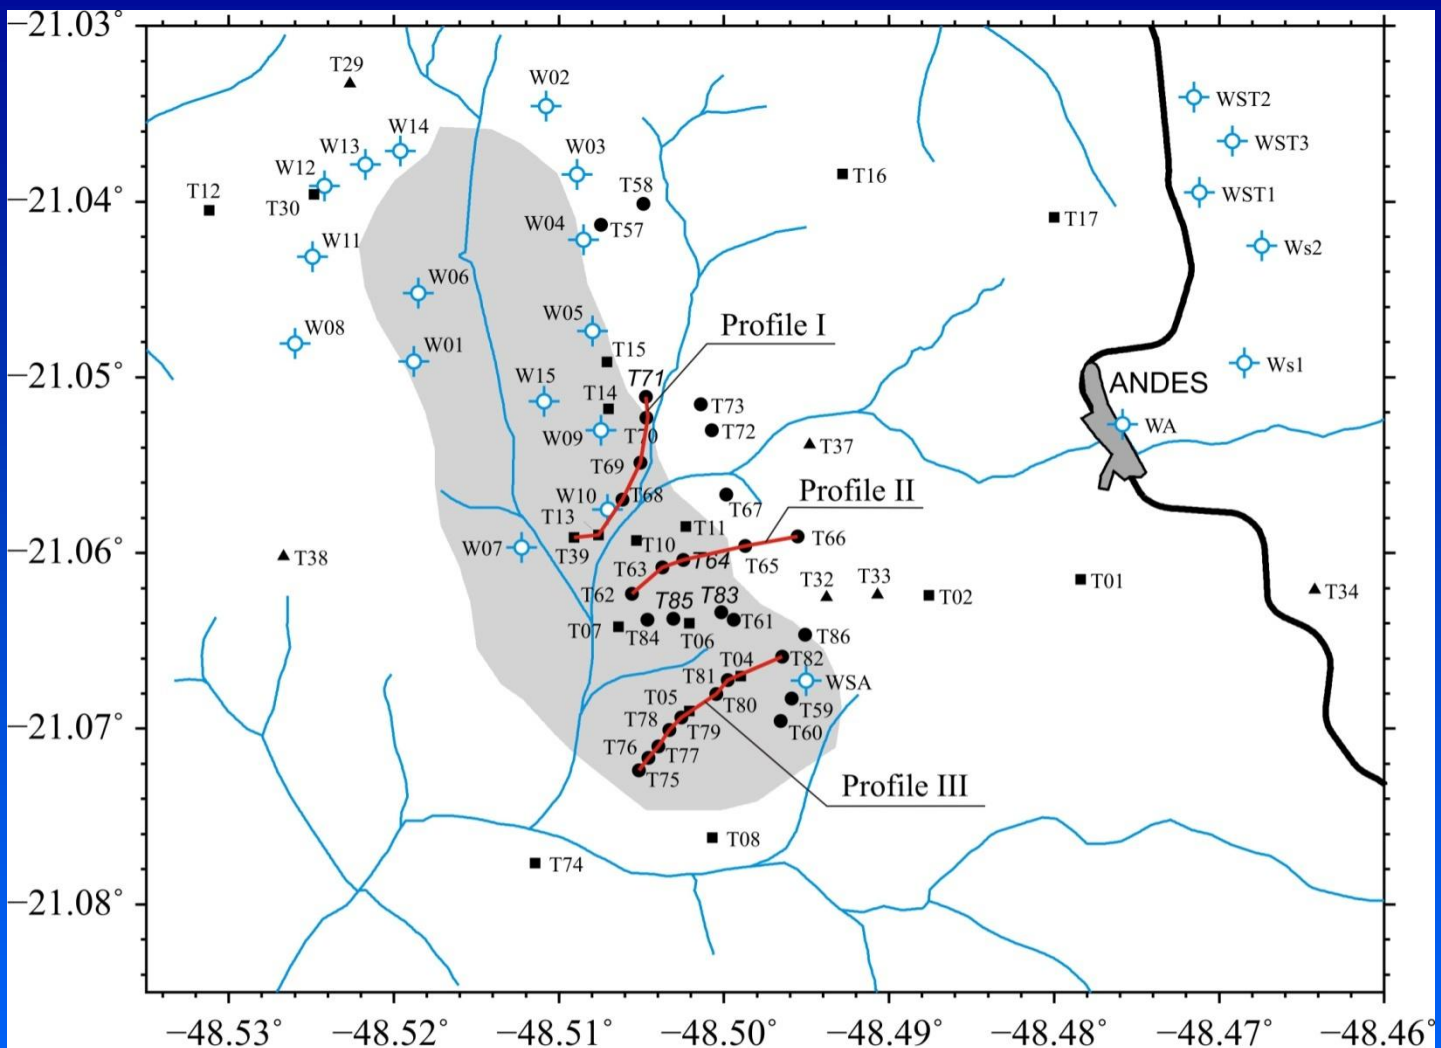 −21.03°
T29
W02
WST2
W14
W13
W03
WST3
W12
T58
T16
T12
−21.04°
T30
WST1
T17
W04
T57
W11
Ws2
W06
W05
Profile I
W08
W01
T15
Ws1
−21.05°
T71
ANDES
W15
T14
T73
WA
W09
T70
T72
T37
T69
Profile II
W10
T68
T67
T13
T11
T66
W07
T39
T10
T64
T65
−21.06°
T38
T63
T32
T33
T01
T62
T85
T83
T02
T34
T07
T84
T06
T61
T86
T04
T82
T81
WSA
T05
T80
T59
−21.07°
T78
T79
T60
T76
T77
T75
Profile III
T08
T74
−21.08°
−48.53°
−48.52°
−48.51°
−48.50°
−48.49°
−48.48°
−48.47°
−48.46°